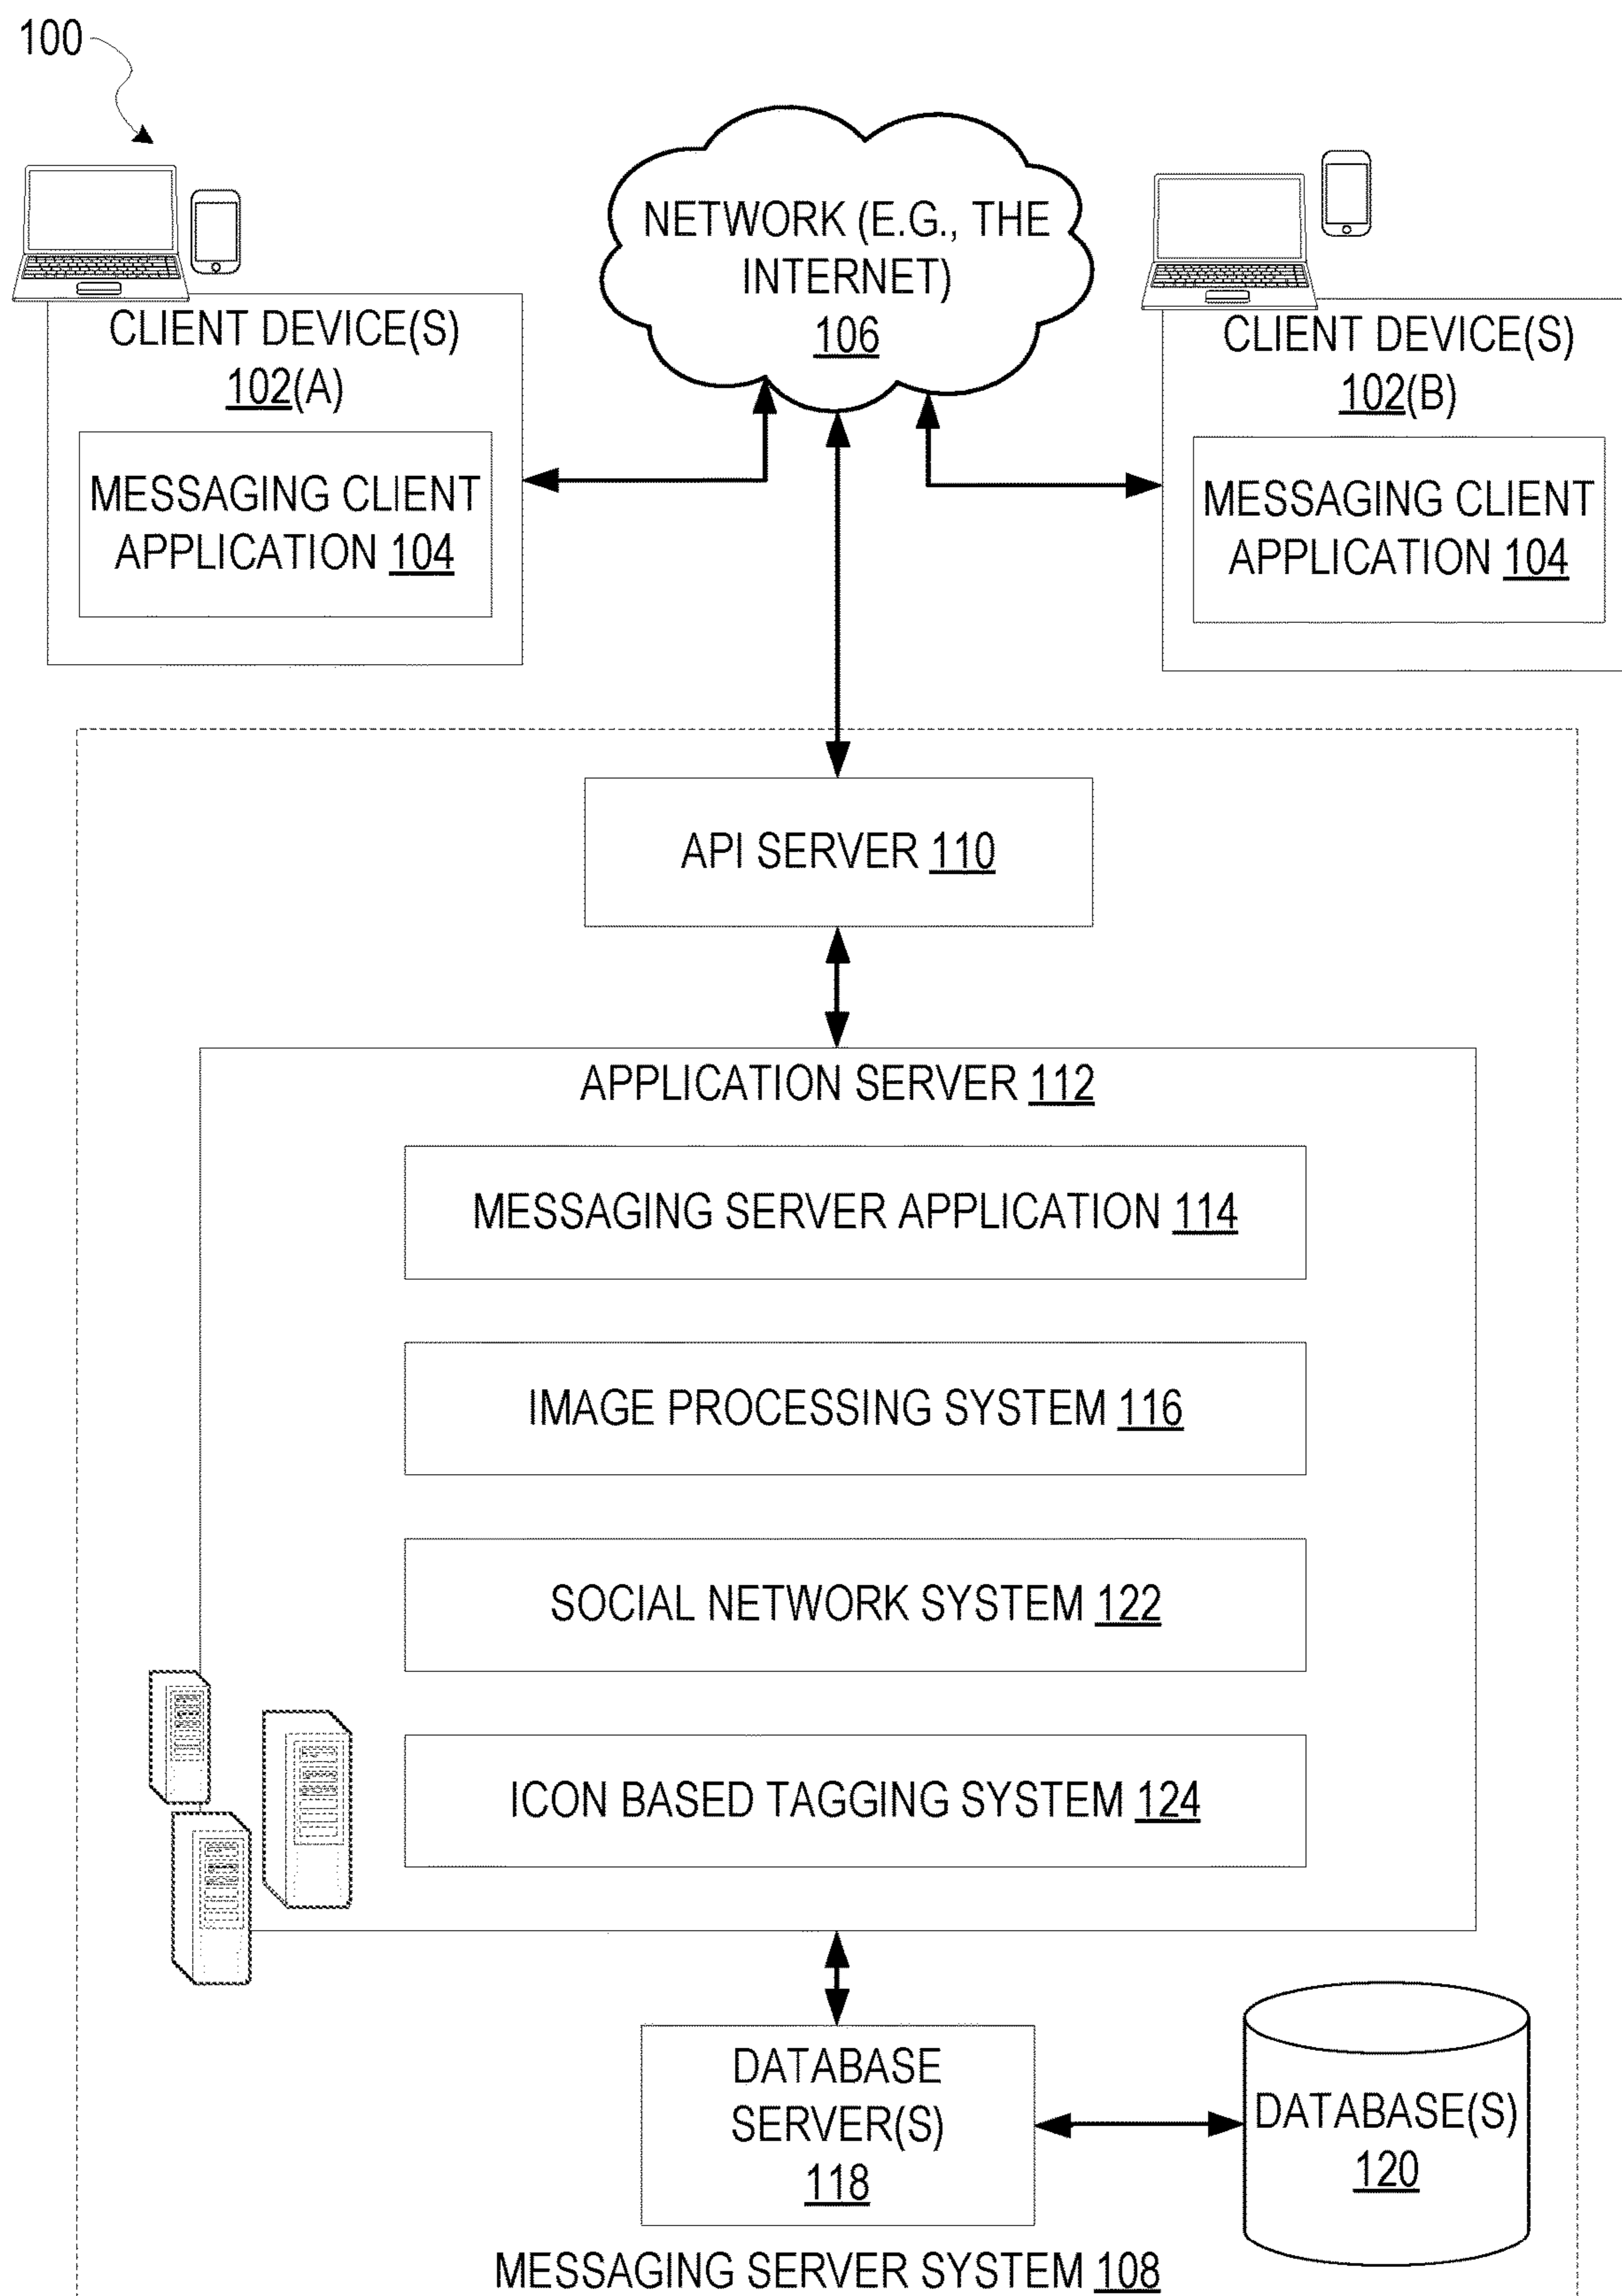 100
NETWORK (E.G., THE
INTERNET)
106
CLIENT DEVICE(S)
102(A)
MESSAGING CLIENT
APPLICATION 104
CLIENT DEVICE(S)
102(B)
MESSAGING CLIENT
APPLICATION 104
API SERVER 110
APPLICATION SERVER 112
MESSAGING SERVER APPLICATION 114
IMAGE PROCESSING SYSTEM 116
SOCIAL NETWORK SYSTEM 122
ICON BASED TAGGING SYSTEM 124
DATABASE
SERVER(S)
118
DATABASE(S)
120
MESSAGING SERVER SYSTEM 108